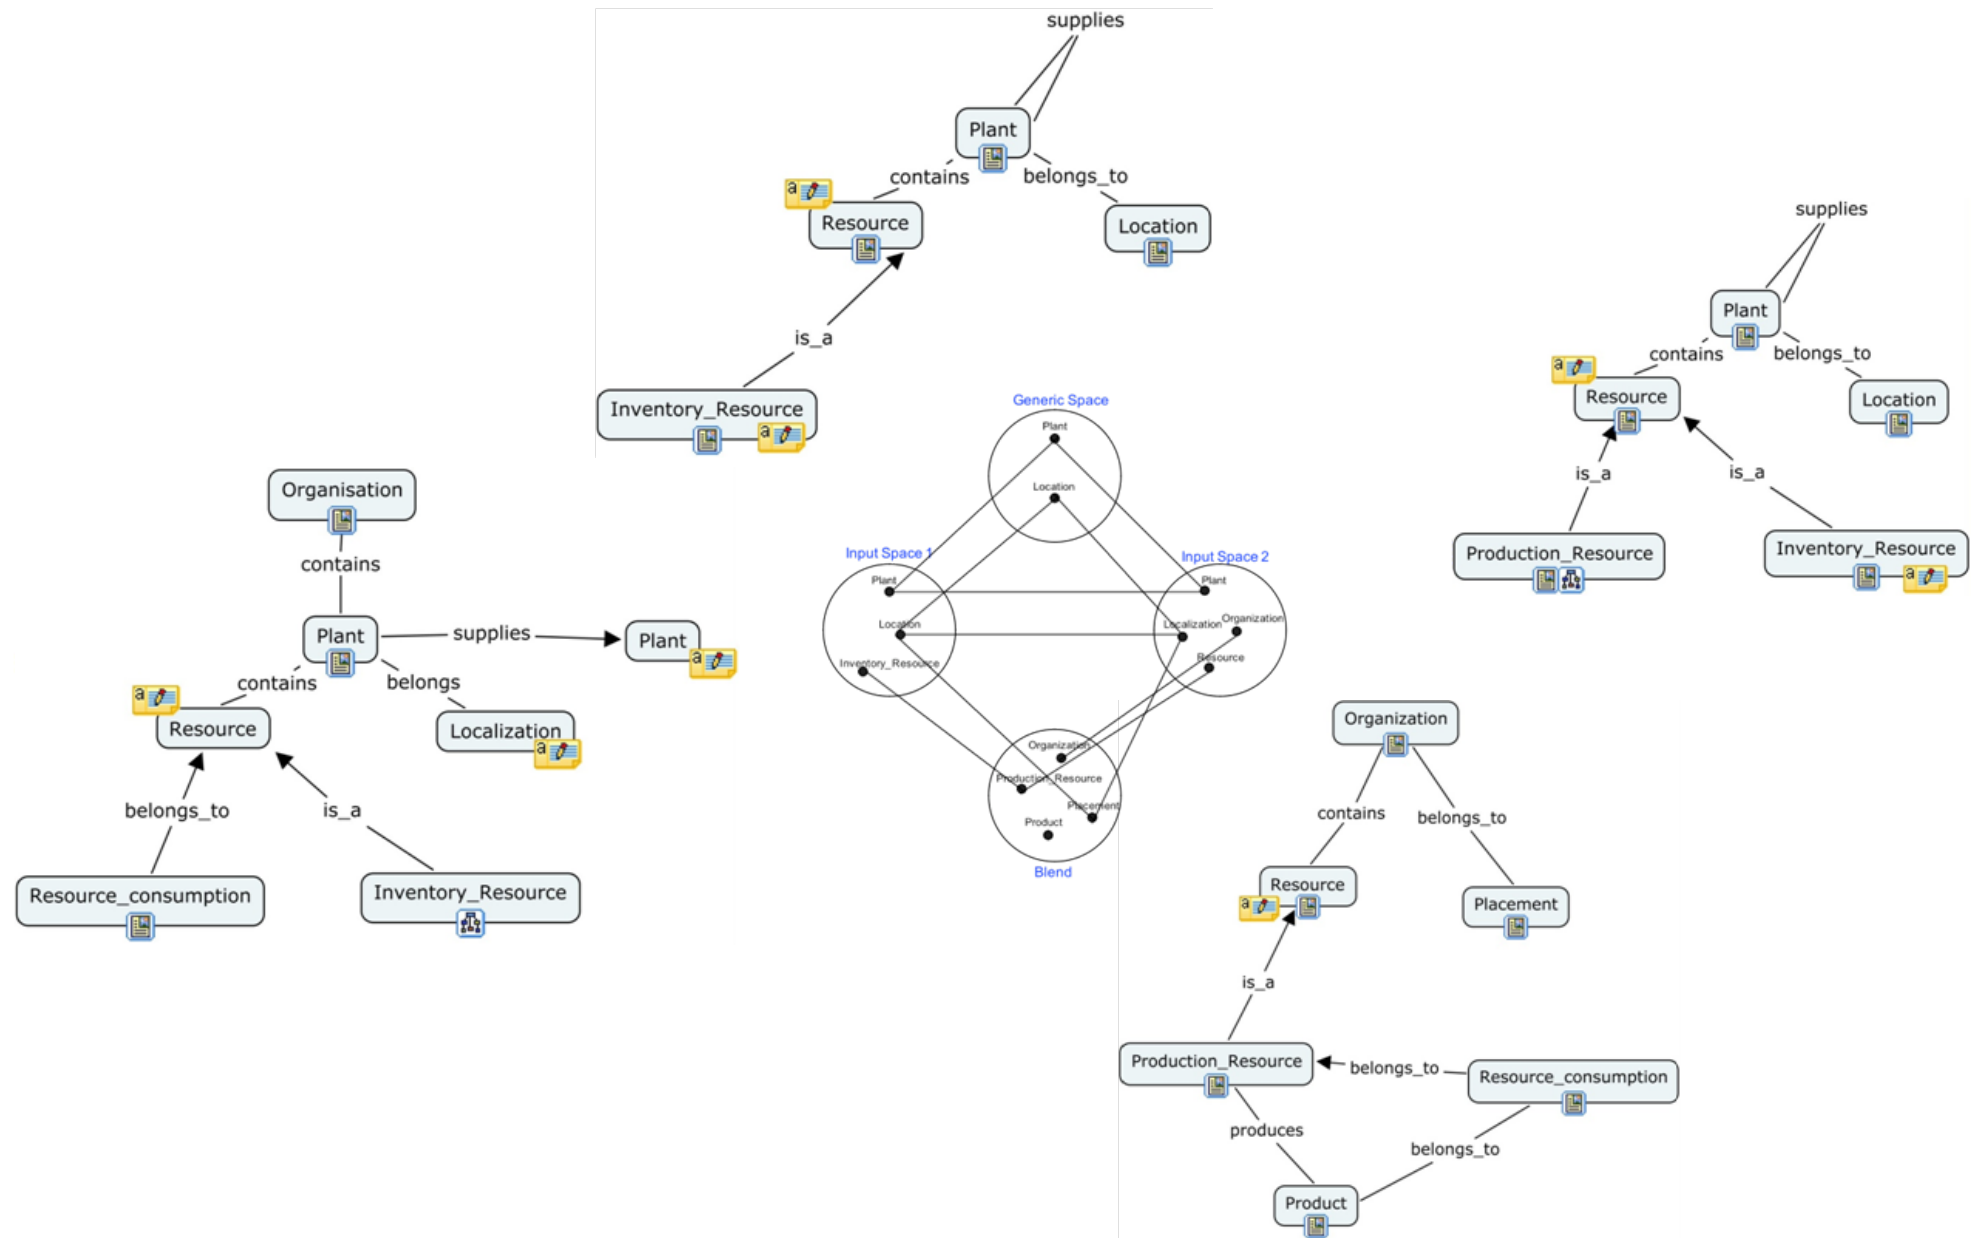 supplies
Plant
contains
belongs_to
a
Resource
Location
is_a
Inventory_Resource
a
supplies
Plant
contains
belongs_to
a
Resource
Location
is_a
is_a
Production_Resource
Inventory_Resource
a
Organisation
contains
Plant
supplies
Plant
a
contains
belongs
a
Resource
Localization
a
belongs_to
is_a
Resource_consumption
Inventory_Resource
Generic Space
Plant
Location
Input Space 1
Plant
Location
Inventory_Resource
Input Space 2
Plant
Localization
Organization
Resource
Organization
Production_Resource
Placement
Product
Blend
Organization
contains
belongs_to
Resource
a
Placement
is_a
Production_Resource
belongs_to
Resource_consumption
produces
belongs_to
Product